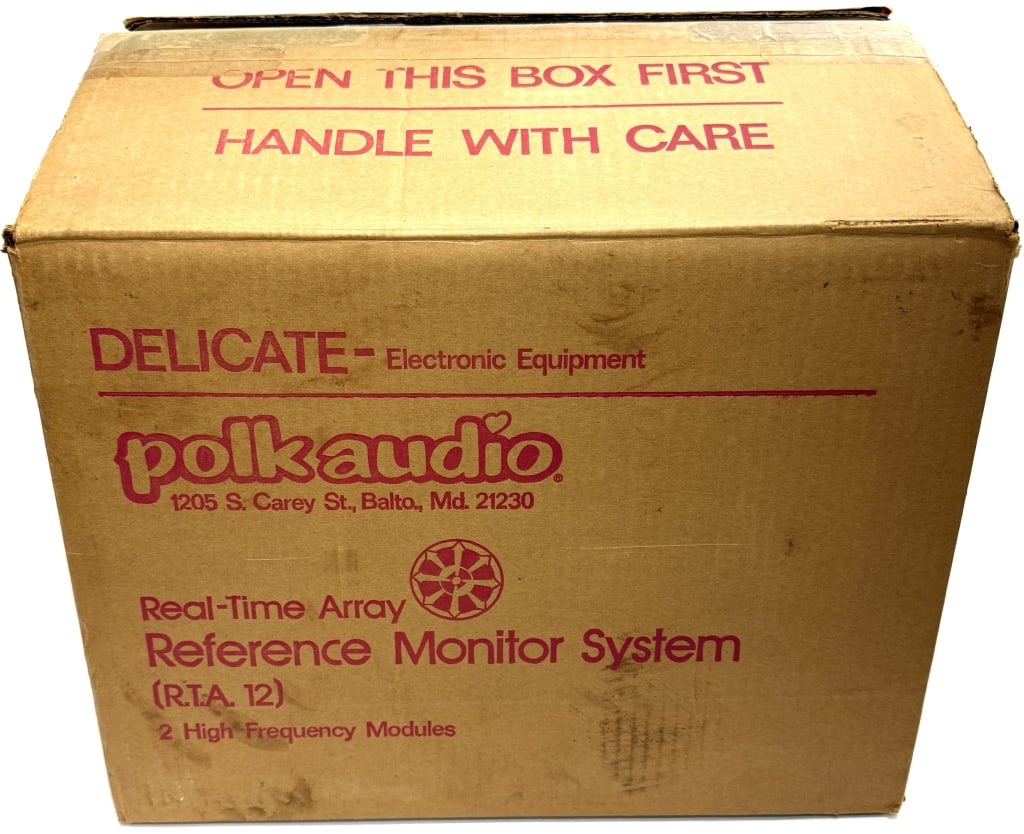 OPEN THIS BOX FIRST
HANDLE WITH CARE
DELICATE- Electronic Equipment
polkaudio®
1205 S. Carey St., Balto., Md. 21230
Real-Time Array
Reference Monitor System
(R.T.A. 12)
2 High Frequency Modules